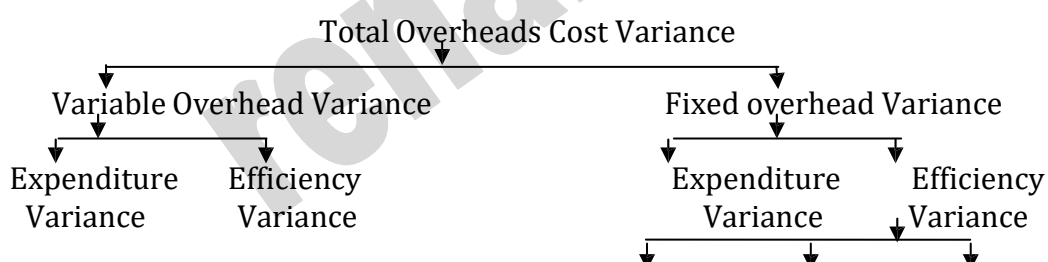 Total Overheads Cost Variance
Variable Overhead Variance Fixed overhead Variance
Expenditure Efficiency Expenditure Efficiency
Variance Variance Variance Variance